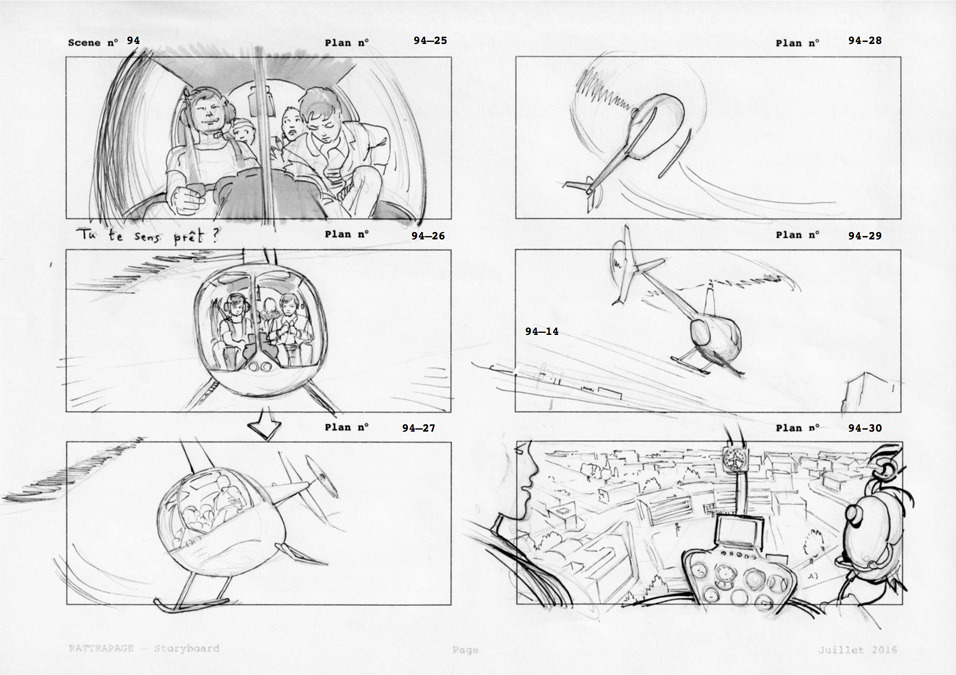 Scene n° 94 Plan n° 94-25
Tu te sens prêt ? Plan n° 94-26
Plan n° 94-27
Plan n° 94-28
Plan n° 94-29
94-14
Plan n° 94-30
RATTRAPAGE - Storyboard Page Juillet 2016